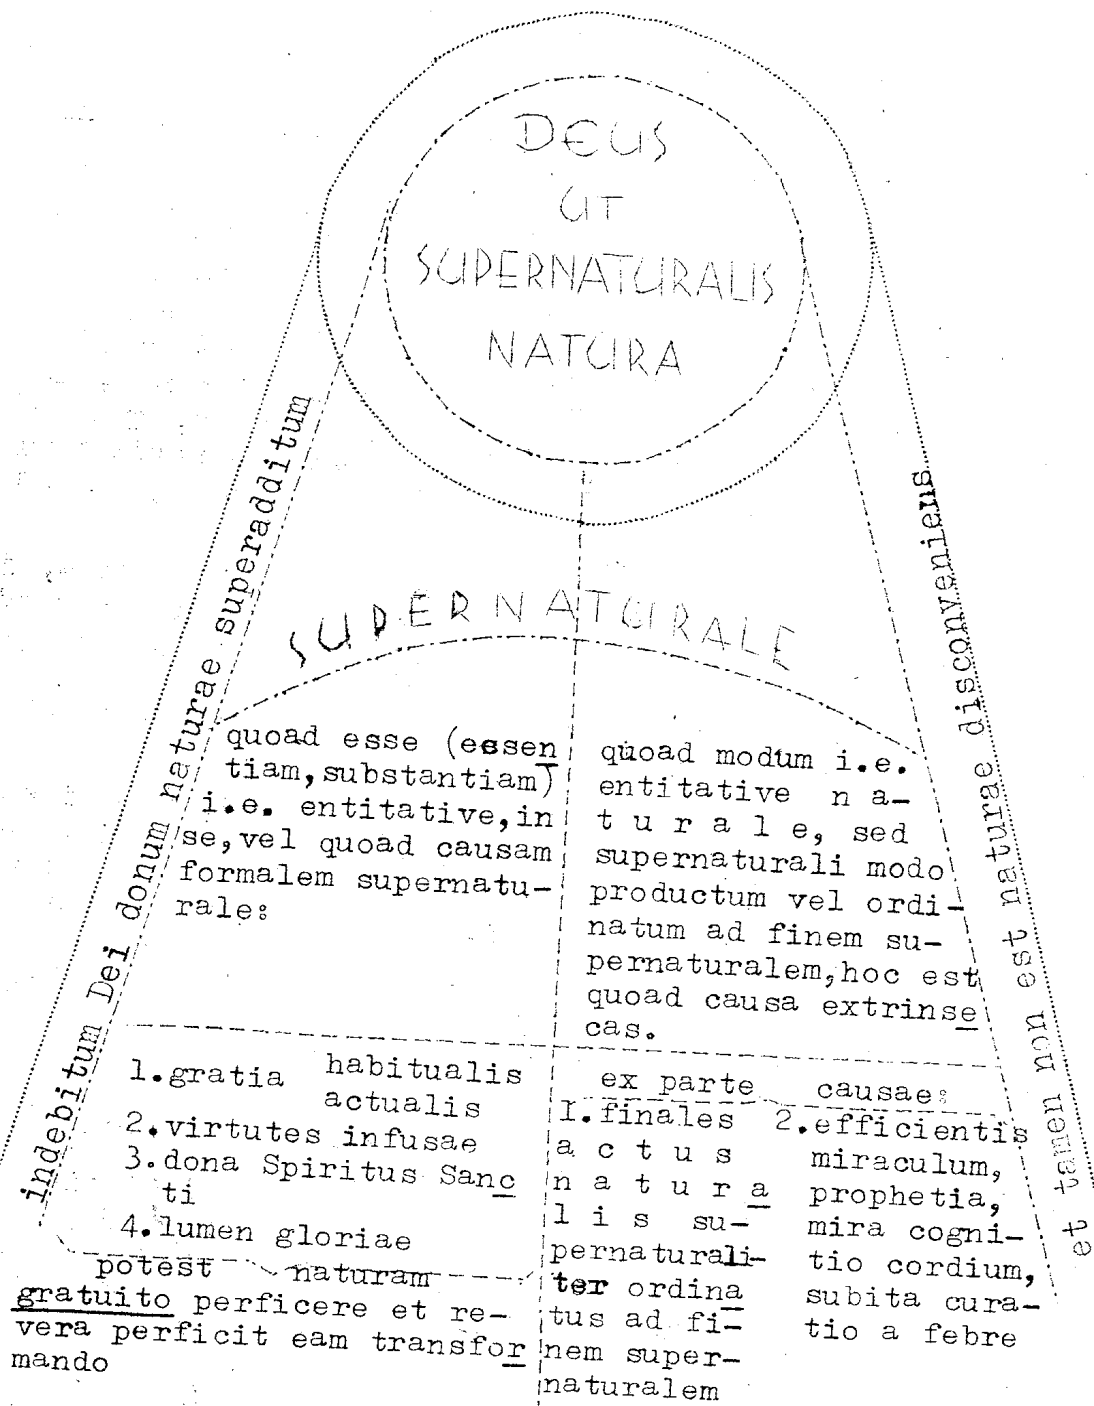 DEUS
UT
SUPERNATURALIS
NATURA
indebitum Dei donum naturae superadditum
et tamen non est naturae disconveniens
SUPERNATURALE
quoad esse (essen
tiam,substantiam)
i.e. entitative,in
se,vel quoad causam
formalem supernatu-
rale:
quoad modum i.e.
entitative n a-
t u r a l e, sed
supernaturali modo
productum vel ordi-
natum ad finem su-
pernaturalem,hoc est
quoad causa extrinse
cas.
1.gratia habitualis
actualis
2.virtutes infusae
3.dona Spiritus Sanc
ti
4.lumen gloriae
potest naturam
gratuito perficere et re-
vera perficit eam transfor
mando
ex parte causae:
1.finales
a c t u s
n a t u r a
l i s su-
pernaturali-
ter ordina
tus ad fi-
nem super-
naturalem
2.efficientis
miraculum,
prophetia,
mira cogni-
tio cordium,
subita cura-
tio a febre